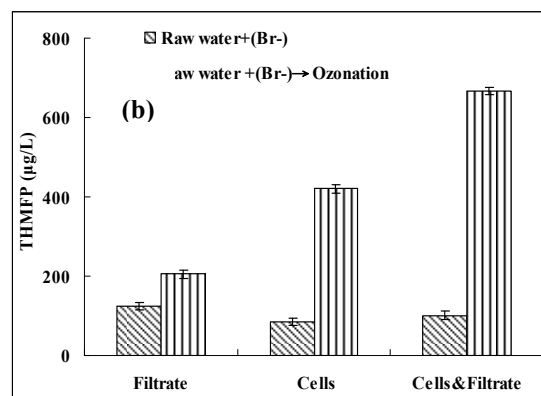 800
600
400
200
0
THMFP (µg/L)
Raw water+(Br-)
aw water +(Br-)→ Ozonation
(b)
Filtrate
Cells
Cells&Filtrate